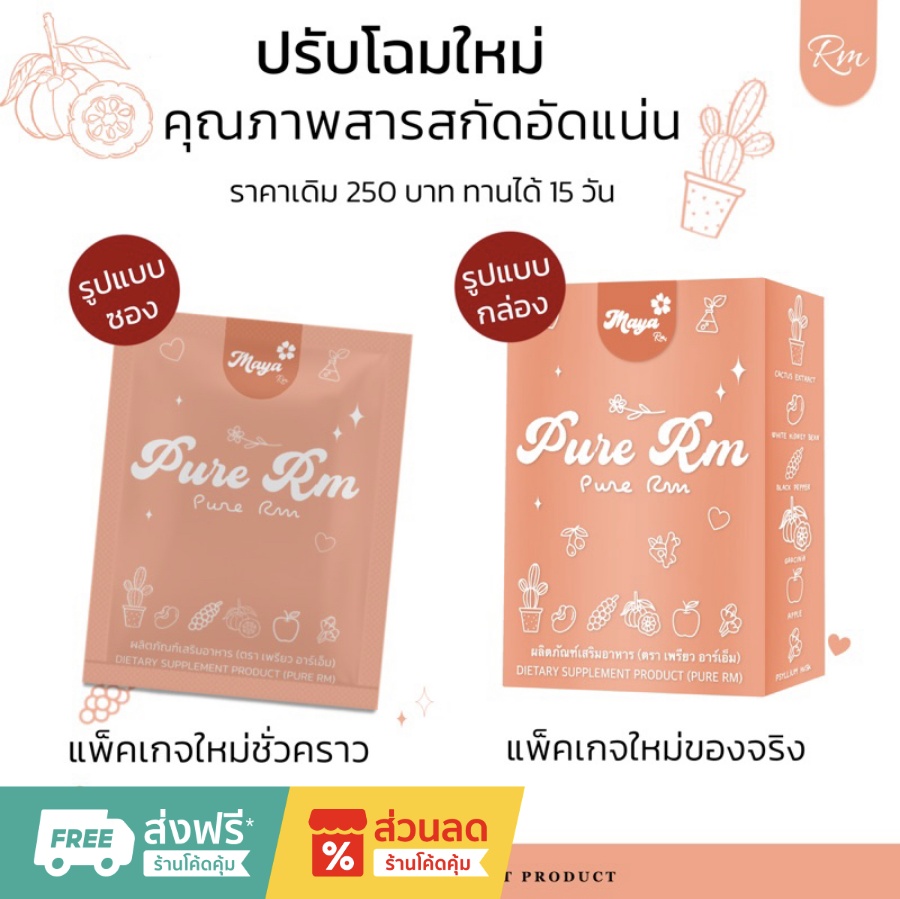 ปรับโฉมใหม่
Rm
คุณภาพสารสกัดอัดแน่น
ราคาเดิม 250 บาท ทานได้ 15 วัน
รูปแบบ
ซอง
รูปแบบ
กล่อง
Maya
Rm
Pure Rm
Pure Rm
ผลิตภัณฑ์เสริมอาหาร (ตรา เพรียว อาร์เอ็ม)
DIETARY SUPPLEMENT PRODUCT (PURE RM)
Maya
Rm
Pure Rm
Pure Rm
ผลิตภัณฑ์เสริมอาหาร (ตรา เพรียว อาร์เอ็ม)
DIETARY SUPPLEMENT PRODUCT (PURE RM)
CACTUS EXTRACT
WHITE KIDNEY BEAN
BLACK PEPPER
GARCINIA
APPLE
PSYLLIUM HUSK
แพ็คเกจใหม่ชั่วคราว
แพ็คเกจใหม่ของจริง
FREE
ส่งฟรี*
ร้านโค้ดคุ้ม
%
ส่วนลด
ร้านโค้ดคุ้ม
T PRODUCT